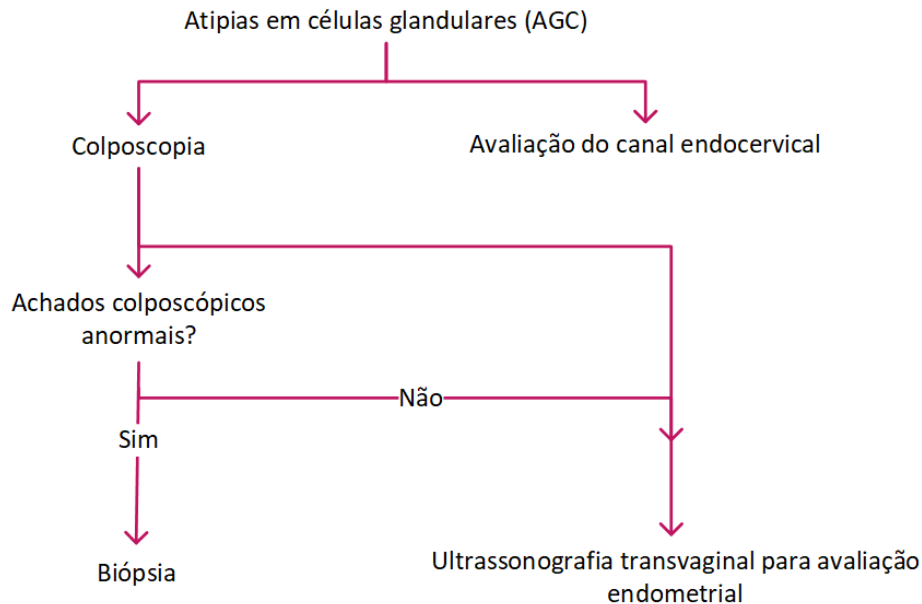 Atipias em células glandulares (AGC)
Colposcopia
Avaliação do canal endocervical
Achados colposcópicos
anormais?
Não
Sim
Biópsia
Ultrassonografia transvaginal para avaliação
endometrial